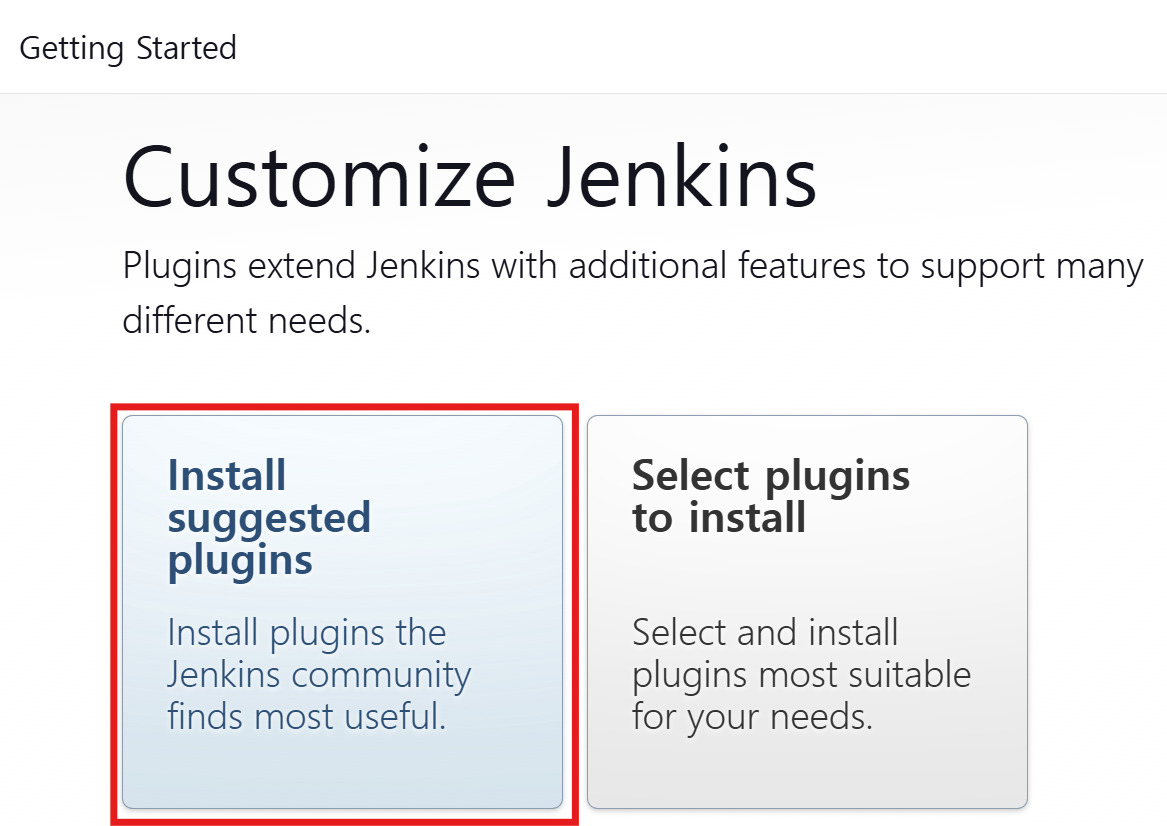 Getting Started
Customize Jenkins
Plugins extend Jenkins with additional features to support many
different needs.
Install
suggested
plugins
Install plugins the
Jenkins community
finds most useful.
Select plugins
to install
Select and install
plugins most suitable
for your needs.